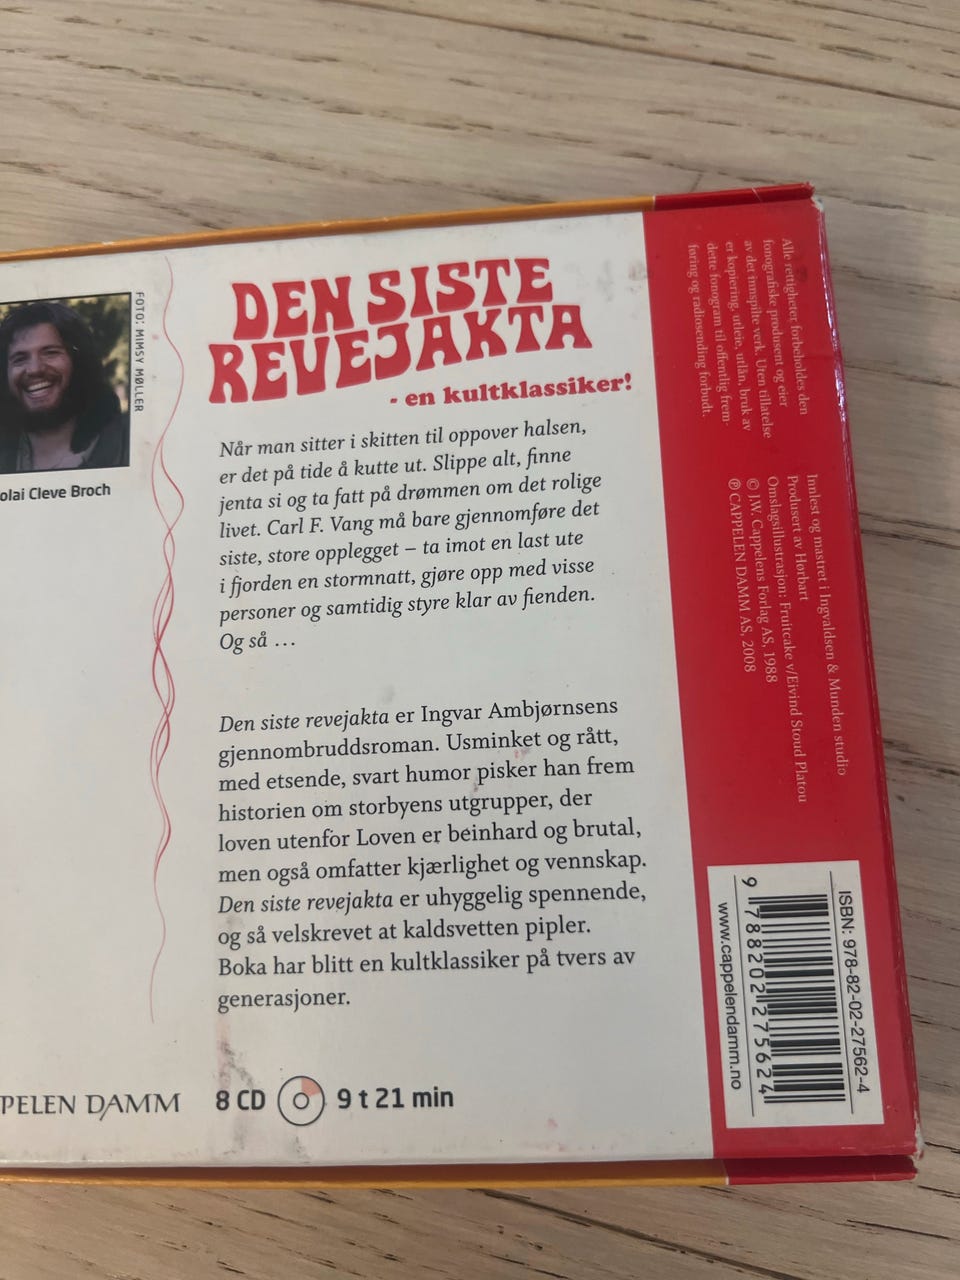 FOTO: MIMSY MØLLER
olai Cleve Broch
DEN SISTE
REVEJAKTA
- en kultklassiker!
Når man sitter i skitten til oppover halsen,
er det på tide å kutte ut. Slippe alt, finne
jenta si og ta fatt på drømmen om det rolige
livet. Carl F. Vang må bare gjennomføre det
siste, store opplegget – ta imot en last ute
i fjorden en stormnatt, gjøre opp med visse
personer og samtidig styre klar av fienden.
Og så ...
Den siste revejakta er Ingvar Ambjørnsens
gjennombruddsroman. Usminket og rått,
med etsende, svart humor pisker han frem
historien om storbyens utgrupper, der
loven utenfor Loven er beinhard og brutal,
men også omfatter kjærlighet og vennskap.
Den siste revejakta er uhyggelig spennende,
og så velskrevet at kaldsvetten pipler.
Boka har blitt en kultklassiker på tvers av
generasjoner.
PELEN DAMM
8 CD 9 t 21 min
Alle rettigheter forbeholdes den
fonografiske produsent og eier
av det innspilte verk. Uten tillatelse
er kopiering, utleie, utlån, bruk av
dette fonogram til offentlig frem-
føring og radiosending forbudt.
Innlest og mastret i Ingvaldsen & Munden studio
Produsert av Hørbart
Omslagsillustrasjon: Fruitcake v/Eivind Stoud Platou
© J.W. Cappelens Forlag AS, 1988
℗ CAPPELEN DAMM AS, 2008
ISBN: 978-82-02-27562-4
9 788202 275624
www.cappelendamm.no